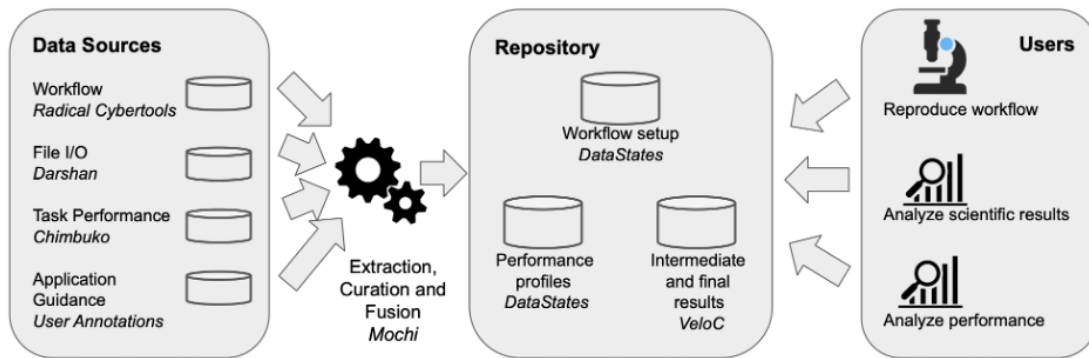 Data Sources
Workflow
Radical Cybertools
File I/O
Darshan
Task Performance
Chimbuko
Application
Guidance
User Annotations
Extraction,
Curation and
Fusion
Mochi
Repository
Workflow setup
DataStates
Performance
profiles
DataStates
Intermediate
and final
results
VeloC
Users
Reproduce workflow
Analyze scientific results
Analyze performance